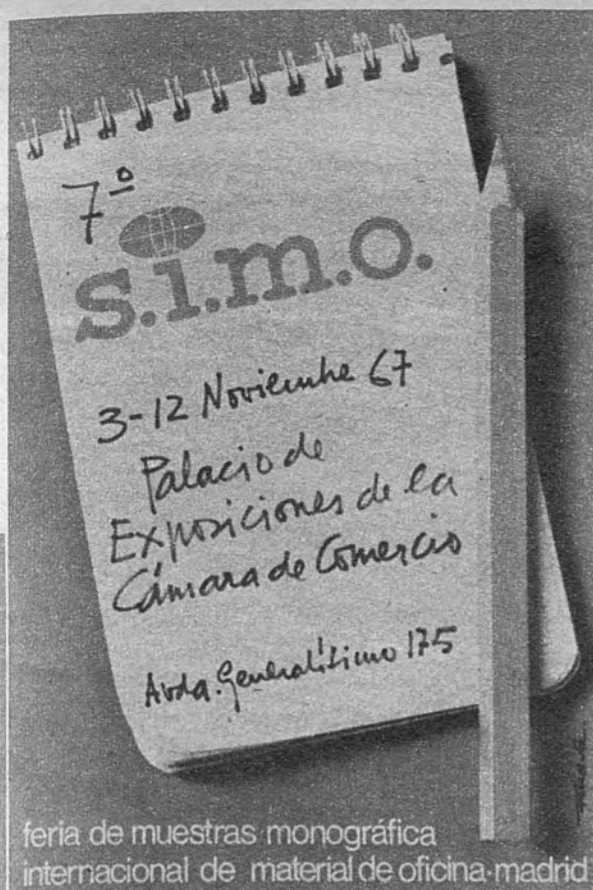 7º
s.i.m.o.
3-12 Noviembre 67
Palacio de
Exposiciones de la
Cámara de Comercio
Avda. Generalísimo 175
feria de muestras monográfica
internacional de material de oficina·madrid